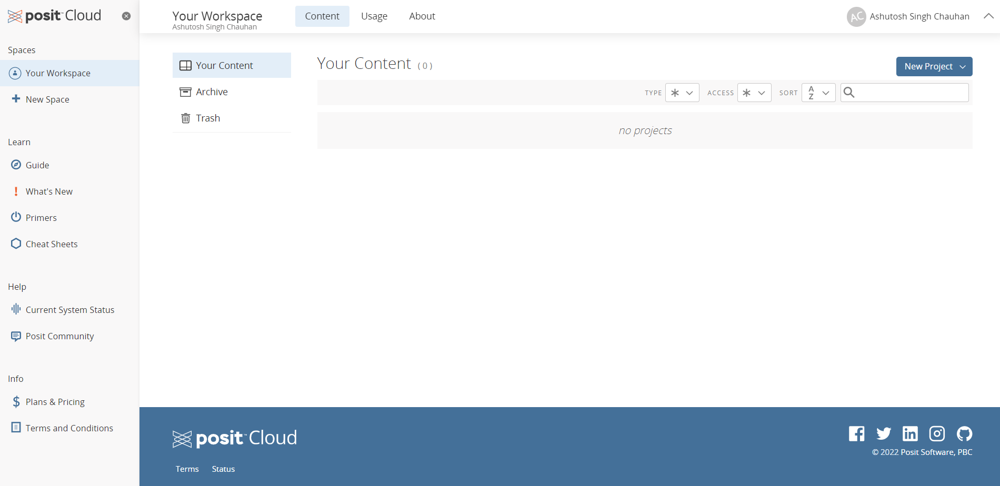 posit™ Cloud
Spaces
Your Workspace
New Space
Learn
Guide
What's New
Primers
Cheat Sheets
Help
Current System Status
Posit Community
Info
Plans & Pricing
Terms and Conditions
Your Workspace
Ashutosh Singh Chauhan
Content
Usage
About
AC
Ashutosh Singh Chauhan
Your Content
Archive
Trash
Your Content ( 0 )
New Project
TYPE
ACCESS
SORT
A
Z
no projects
posit™ Cloud
Terms
Status
© 2022 Posit Software, PBC